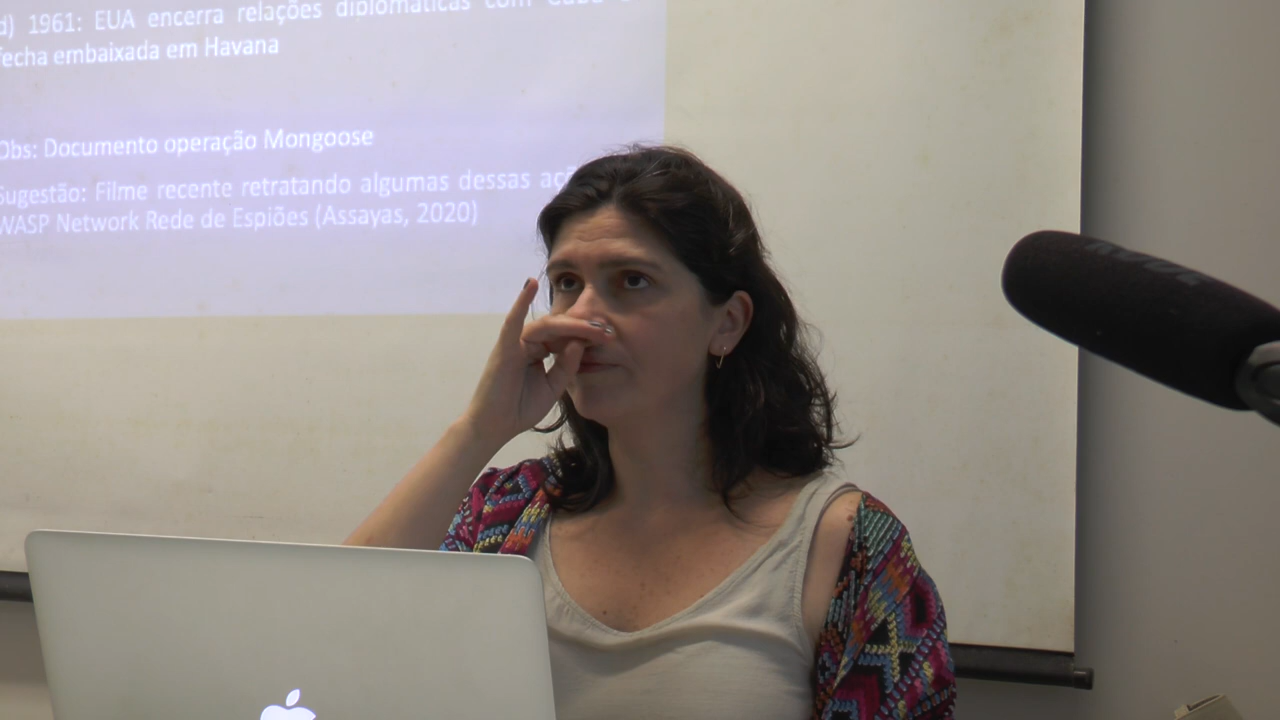 d) 1961: EUA encerra relações diplomáticas com Cuba e
fecha embaixada em Havana
Obs: Documento operação Mongoose
Sugestão: Filme recente retratando algumas dessas
WASP Network Rede de Espiões (Assayas, 2020)